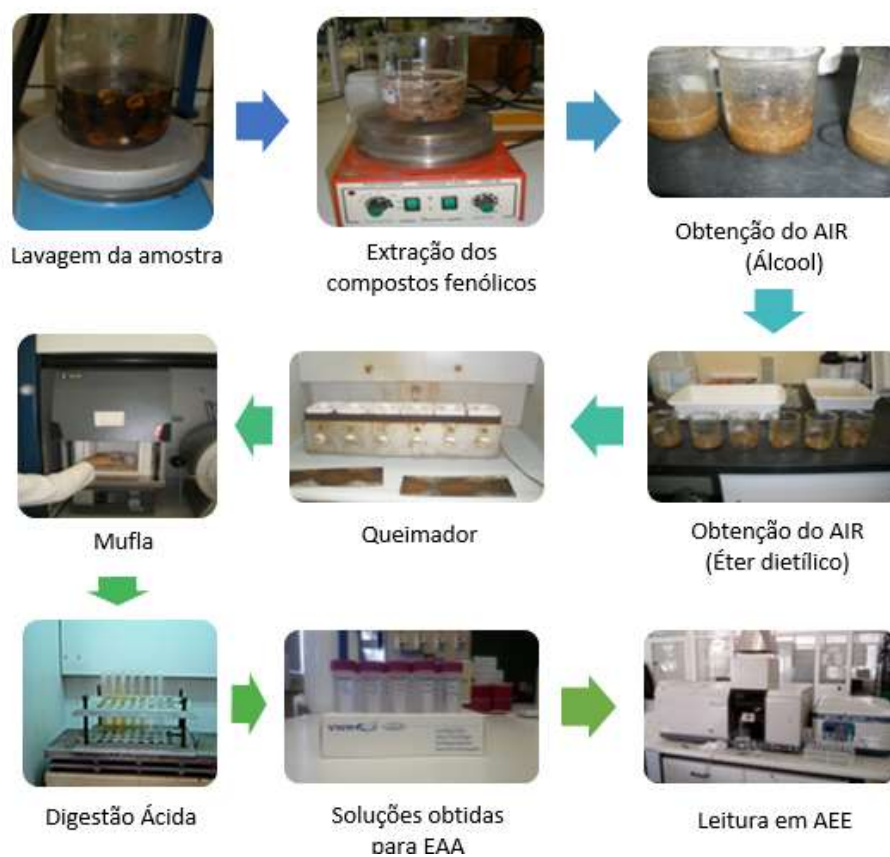 Lavagem da amostra
Extração dos
compostos fenólicos
Obtenção do AIR
(Álcool)
Mufla
Queimador
Obtenção do AIR
(Éter dietílico)
Digestão Ácida
VWR
Soluções obtidas
para EAA
Leitura em AEE